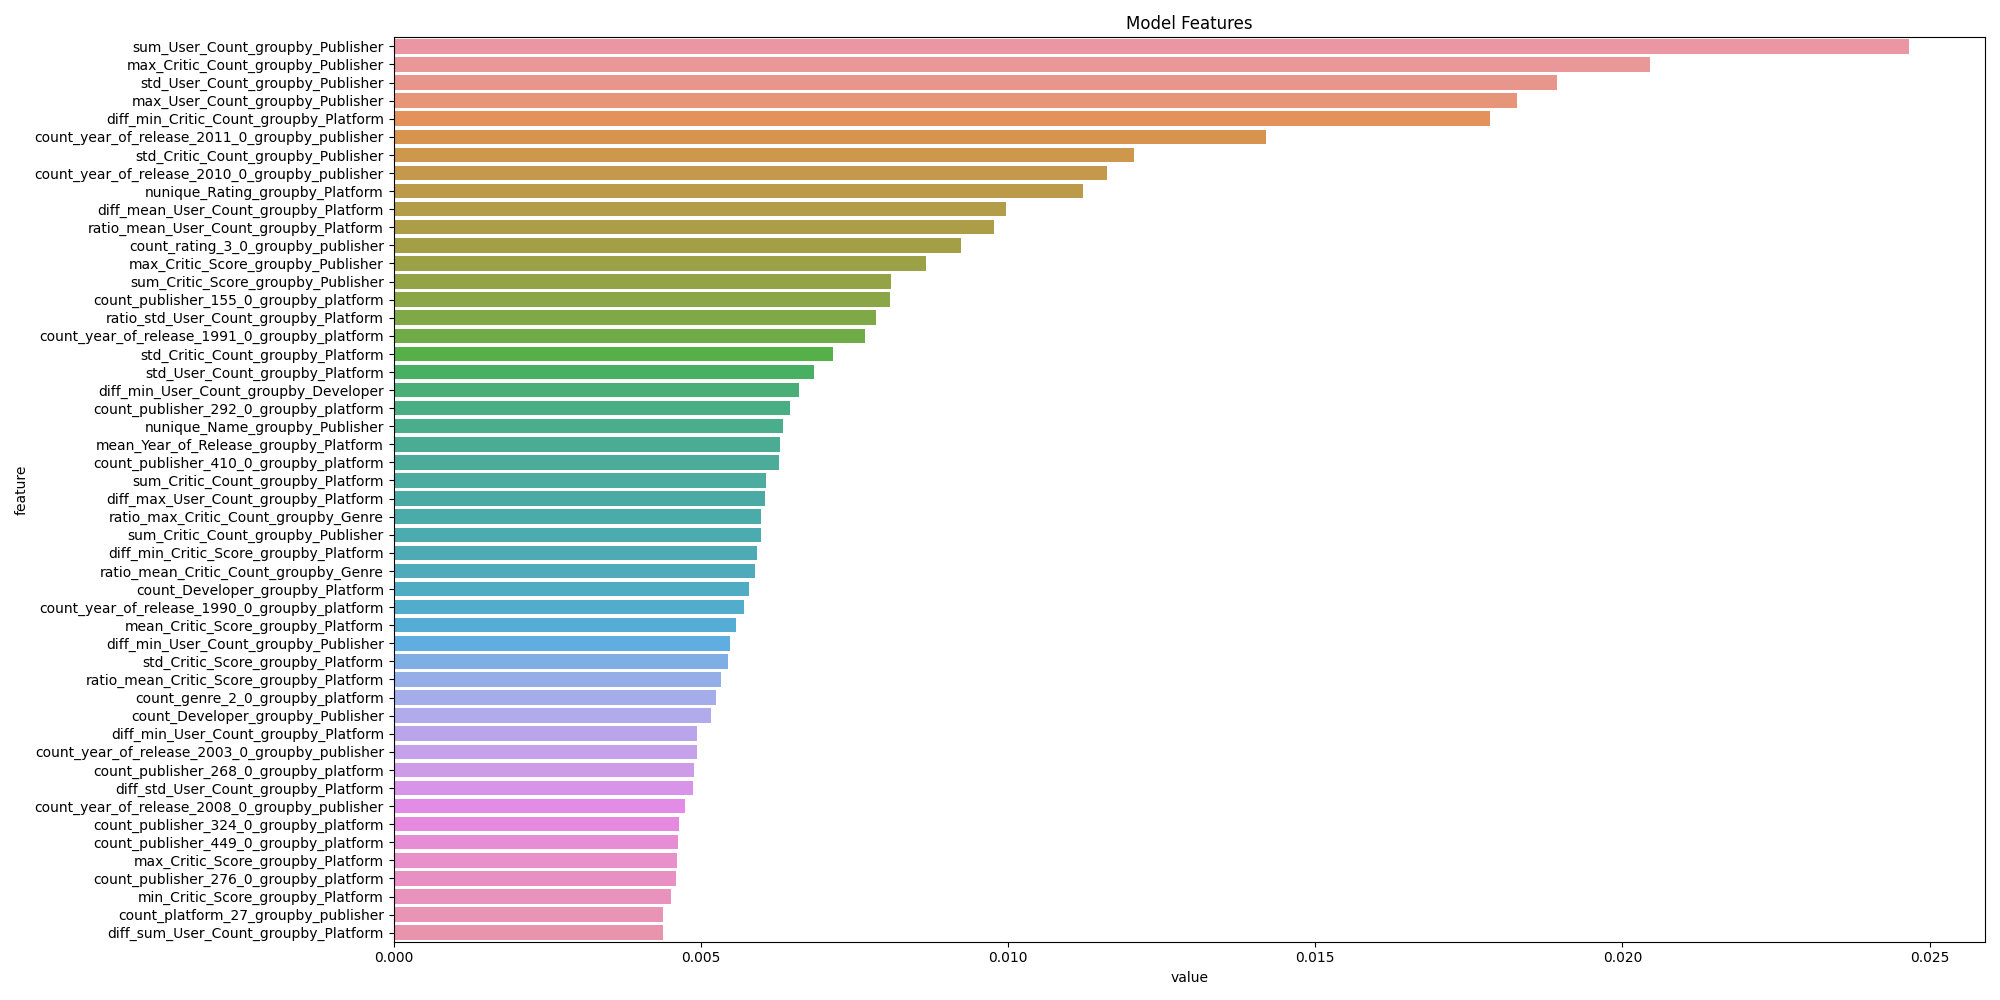 Model Features
sum_User_Count_groupby_Publisher
max_Critic_Count_groupby_Publisher
std_User_Count_groupby_Publisher
max_User_Count_groupby_Publisher
diff_min_Critic_Count_groupby_Platform
count_year_of_release_2011_0_groupby_publisher
std_Critic_Count_groupby_Publisher
count_year_of_release_2010_0_groupby_publisher
nunique_Rating_groupby_Platform
diff_mean_User_Count_groupby_Platform
ratio_mean_User_Count_groupby_Platform
count_rating_3_0_groupby_publisher
max_Critic_Score_groupby_Publisher
sum_Critic_Score_groupby_Publisher
count_publisher_155_0_groupby_platform
ratio_std_User_Count_groupby_Platform
count_year_of_release_1991_0_groupby_platform
std_Critic_Count_groupby_Platform
std_User_Count_groupby_Platform
diff_min_User_Count_groupby_Developer
count_publisher_292_0_groupby_platform
nunique_Name_groupby_Publisher
mean_Year_of_Release_groupby_Platform
count_publisher_410_0_groupby_platform
sum_Critic_Count_groupby_Platform
diff_max_User_Count_groupby_Platform
ratio_max_Critic_Count_groupby_Genre
sum_Critic_Count_groupby_Publisher
diff_min_Critic_Score_groupby_Platform
ratio_mean_Critic_Count_groupby_Genre
count_Developer_groupby_Platform
count_year_of_release_1990_0_groupby_platform
mean_Critic_Score_groupby_Platform
diff_min_User_Count_groupby_Publisher
std_Critic_Score_groupby_Platform
ratio_mean_Critic_Score_groupby_Platform
count_genre_2_0_groupby_platform
count_Developer_groupby_Publisher
diff_min_User_Count_groupby_Platform
count_year_of_release_2003_0_groupby_publisher
count_publisher_268_0_groupby_platform
diff_std_User_Count_groupby_Platform
count_year_of_release_2008_0_groupby_publisher
count_publisher_324_0_groupby_platform
count_publisher_449_0_groupby_platform
max_Critic_Score_groupby_Platform
count_publisher_276_0_groupby_platform
min_Critic_Score_groupby_Platform
count_platform_27_groupby_publisher
diff_sum_User_Count_groupby_Platform
feature
0.000 0.005 0.010 0.015 0.020 0.025
value